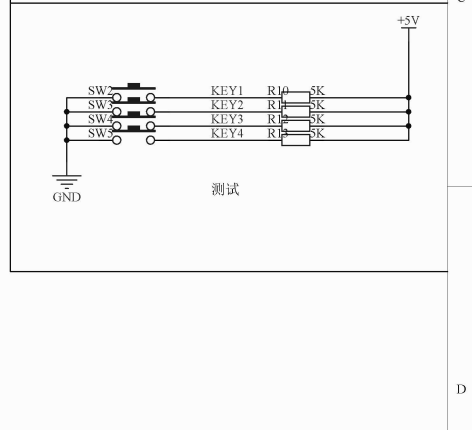 +5V
SW2 KEY1 R10 5K
SW3 KEY2 R11 5K
SW4 KEY3 R12 5K
SW5 KEY4 R13 5K
测试
GND
D